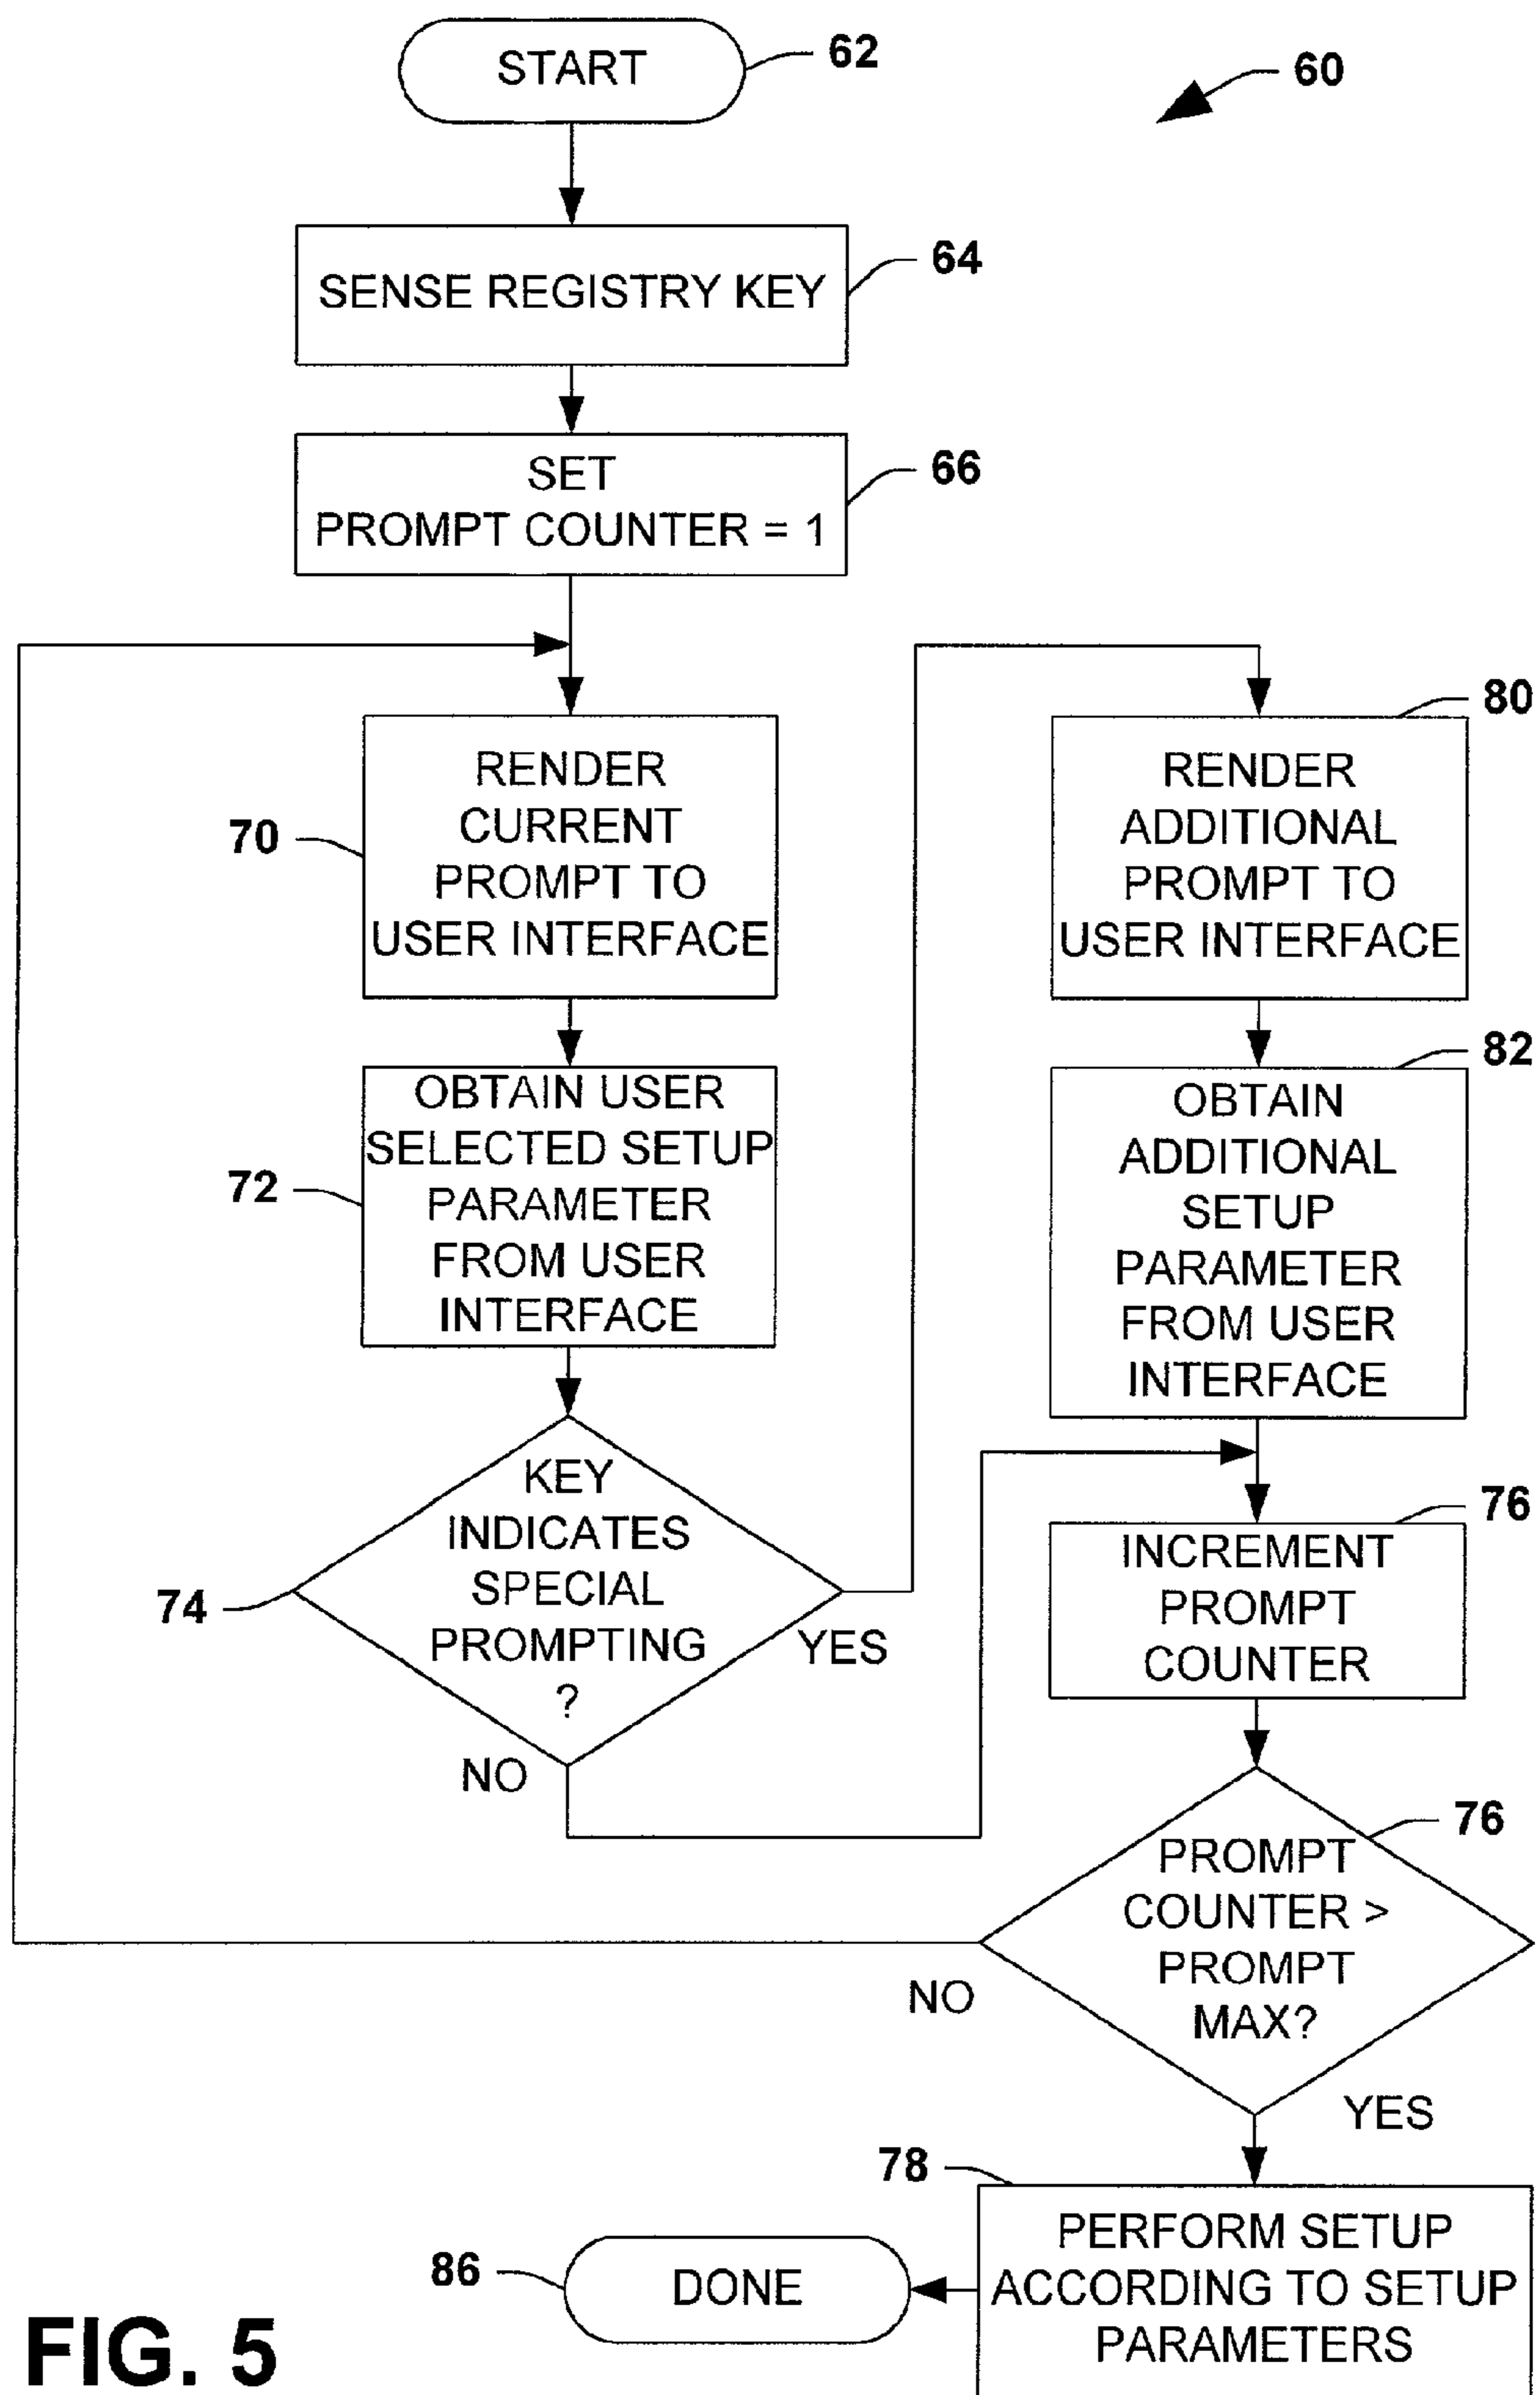 START
62
60
SENSE REGISTRY KEY
64
SET
PROMPT COUNTER = 1
66
RENDER
CURRENT
PROMPT TO
USER INTERFACE
70
RENDER
ADDITIONAL
PROMPT TO
USER INTERFACE
80
OBTAIN USER
SELECTED SETUP
PARAMETER
FROM USER
INTERFACE
72
OBTAIN
ADDITIONAL
SETUP
PARAMETER
FROM USER
INTERFACE
82
KEY
INDICATES
SPECIAL
PROMPTING
?
74
YES
NO
INCREMENT
PROMPT
COUNTER
76
PROMPT
COUNTER >
PROMPT
MAX?
76
NO
YES
PERFORM SETUP
ACCORDING TO SETUP
PARAMETERS
78
DONE
86
FIG. 5